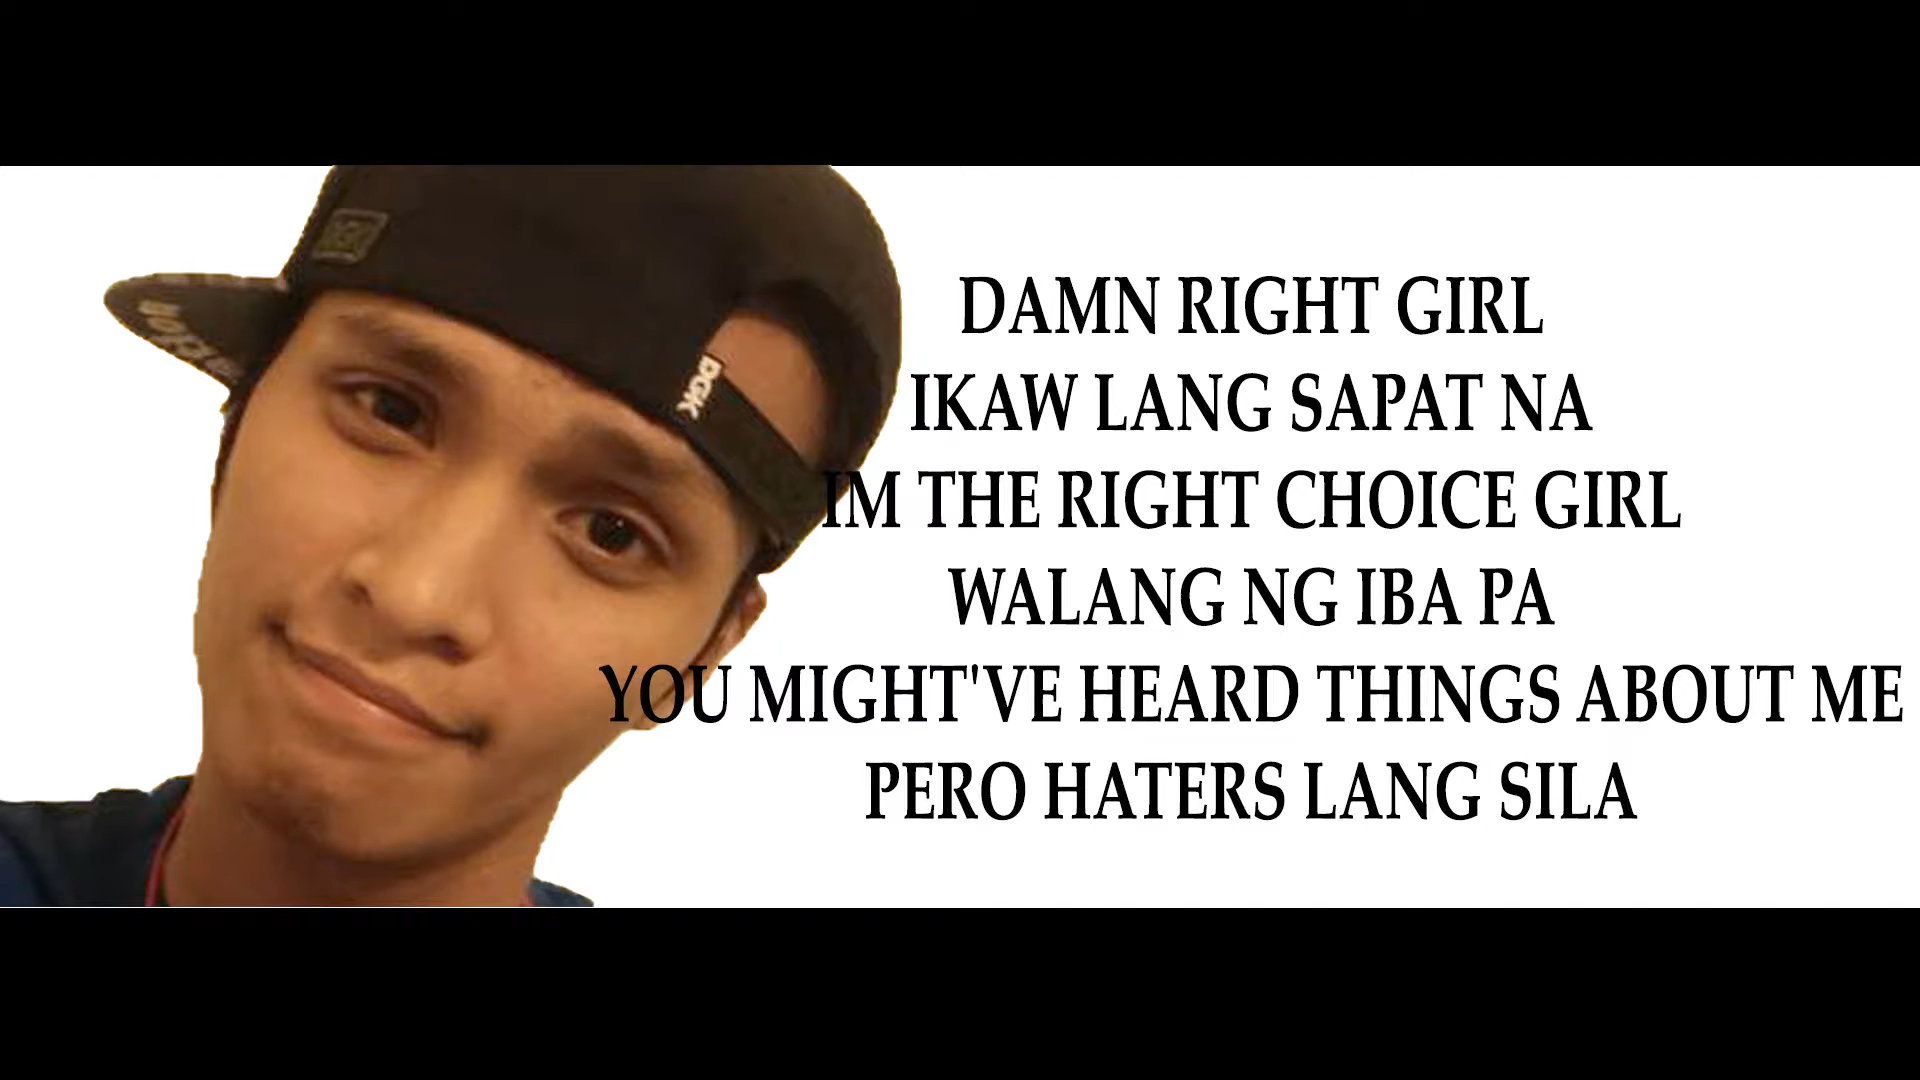 DGK
DAMN RIGHT GIRL
IKAW LANG SAPAT NA
IM THE RIGHT CHOICE GIRL
WALANG NG IBA PA
YOU MIGHT'VE HEARD THINGS ABOUT ME
PERO HATERS LANG SILA